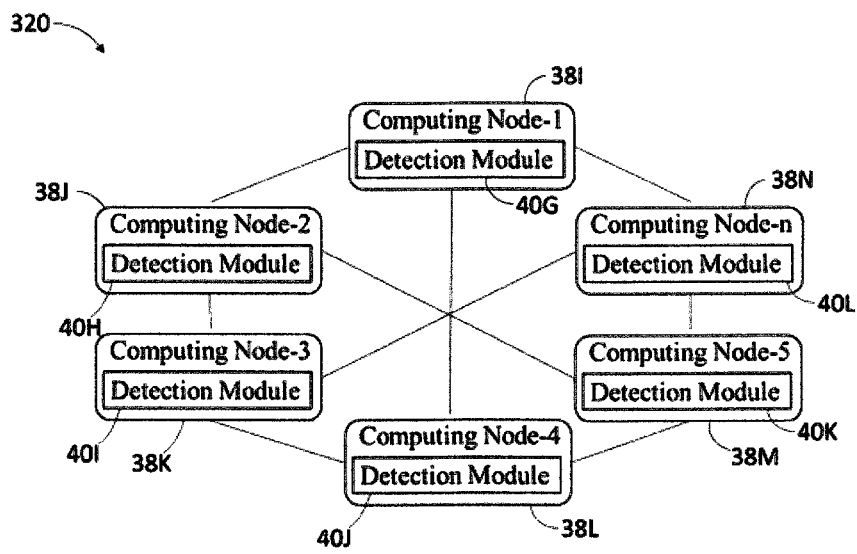 320
38I
Computing Node-1
Detection Module
40G
38J
Computing Node-2
Detection Module
40H
38N
Computing Node-n
Detection Module
40L
Computing Node-3
Detection Module
40I
38K
Computing Node-5
Detection Module
40K
38M
Computing Node-4
Detection Module
40J
38L